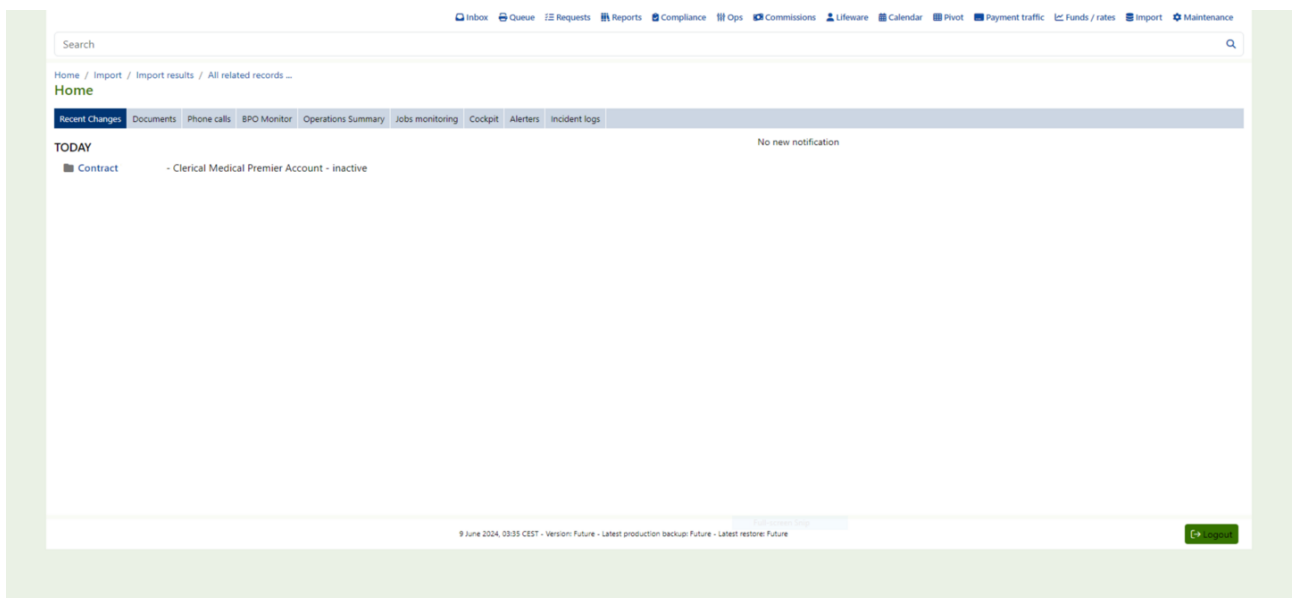 Inbox Queue Requests Reports Compliance Ops Commissions Lifeware Calendar Pivot Payment traffic Funds / rates Import Maintenance
Search
Home / Import / Import results / All related records ...
Home
Recent Changes Documents Phone calls BPO Monitor Operations Summary Jobs monitoring Cockpit Alerters Incident logs
TODAY
No new notification
Contract - Clerical Medical Premier Account - inactive
9 June 2024, 03:35 CEST - Version: Future - Latest production backup: Future - Latest restore: Future
Logout